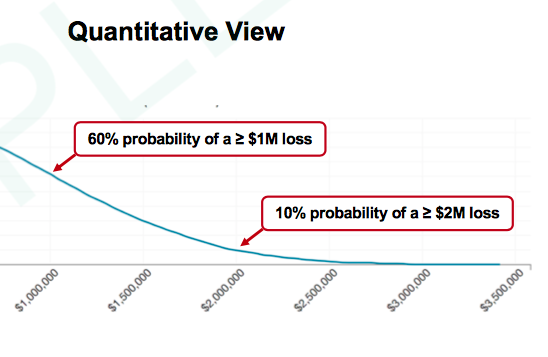 Quantitative View
60% probability of a ≥ $1M loss
10% probability of a ≥ $2M loss
$1,000,000
$1,500,000
$2,000,000
$2,500,000
$3,000,000
$3,500,000